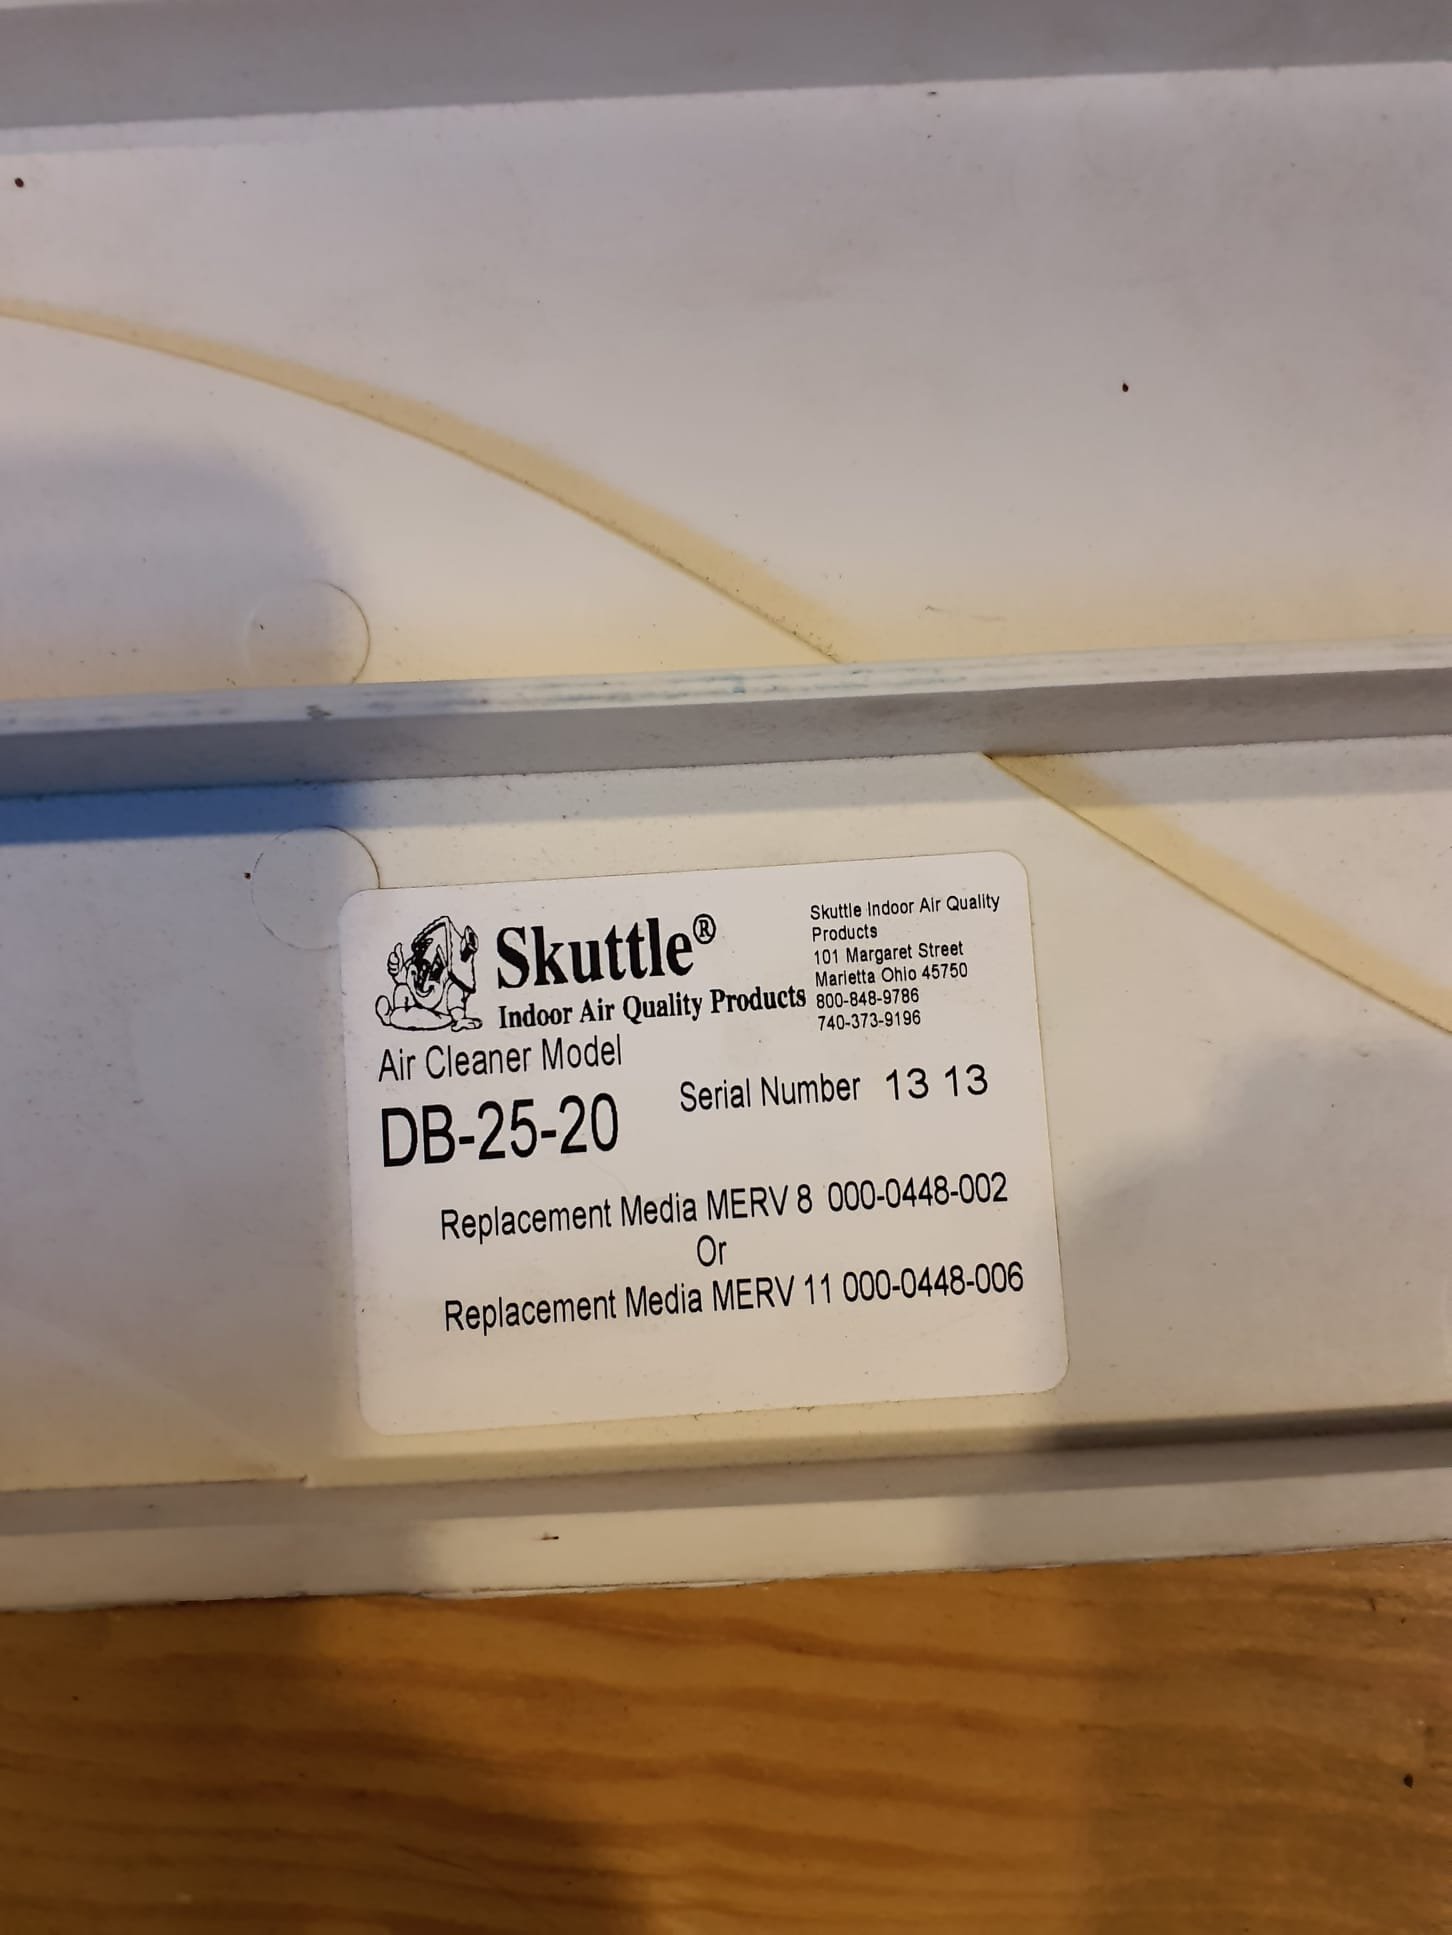 Skuttle®
Indoor Air Quality Products
Skuttle Indoor Air Quality
Products
101 Margaret Street
Marietta Ohio 45750
800-848-9786
740-373-9196
Air Cleaner Model
DB-25-20
Serial Number 13 13
Replacement Media MERV 8 000-0448-002
Or
Replacement Media MERV 11 000-0448-006